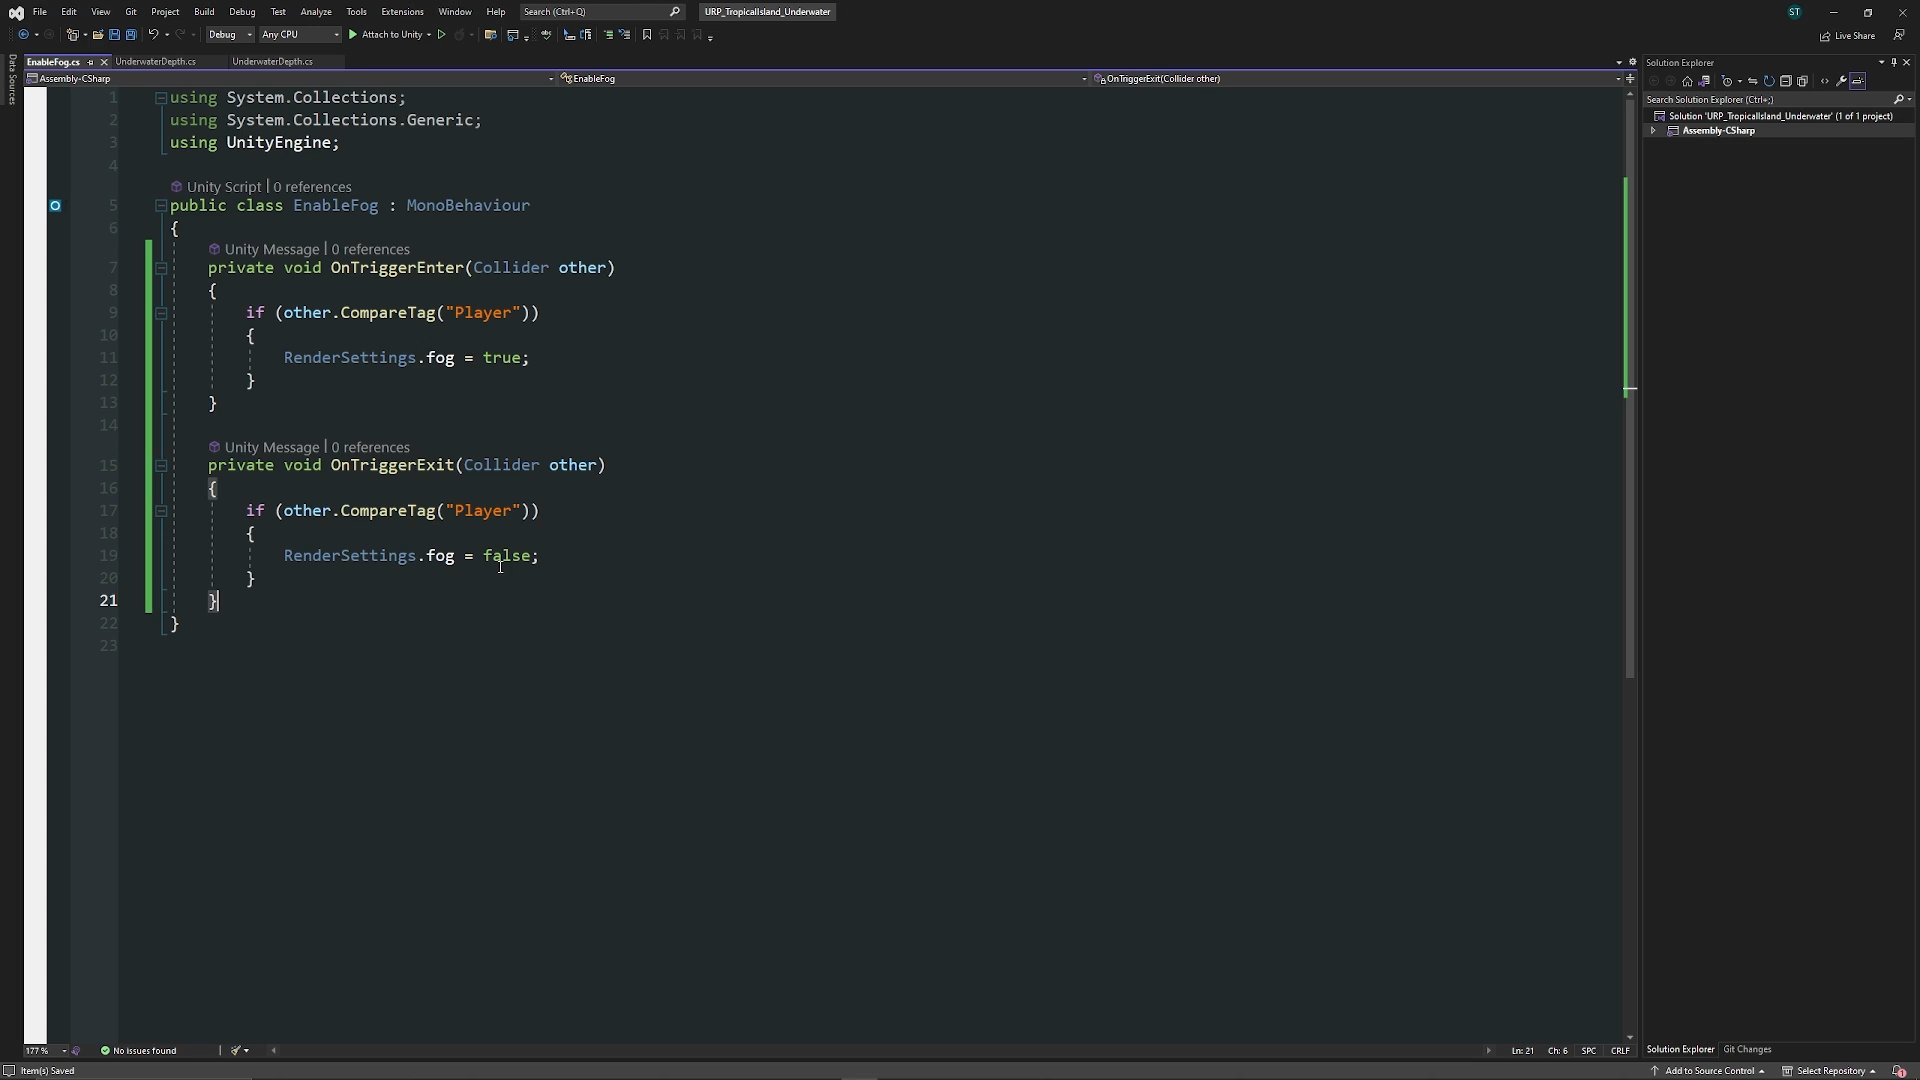 File Edit View Git Project Build Debug Test Analyze Tools Extensions Window Help Search (Ctrl+Q) URP_TropicalIsland_Underwater ST
Debug Any CPU Attach to Unity Live Share
EnableFog.cs UnderwaterDepth.cs UnderwaterDepth.cs
Assembly-CSharp EnableFog OnTriggerExit(Collider other)
Data Sources
1 using System.Collections;
2 using System.Collections.Generic;
3 using UnityEngine;
4
Unity Script | 0 references
5 public class EnableFog : MonoBehaviour
6 {
Unity Message | 0 references
7 private void OnTriggerEnter(Collider other)
8 {
9 if (other.CompareTag("Player"))
10 {
11 RenderSettings.fog = true;
12 }
13 }
14
Unity Message | 0 references
15 private void OnTriggerExit(Collider other)
16 {
17 if (other.CompareTag("Player"))
18 {
19 RenderSettings.fog = false;
20 }
21 }
22 }
23
177 % No issues found Ln: 21 Ch: 6 SPC CRLF
Item(s) Saved
Solution Explorer
Search Solution Explorer (Ctrl+;)
Solution 'URP_TropicalIsland_Underwater' (1 of 1 project)
Assembly-CSharp
Solution Explorer Git Changes
Add to Source Control Select Repository 1